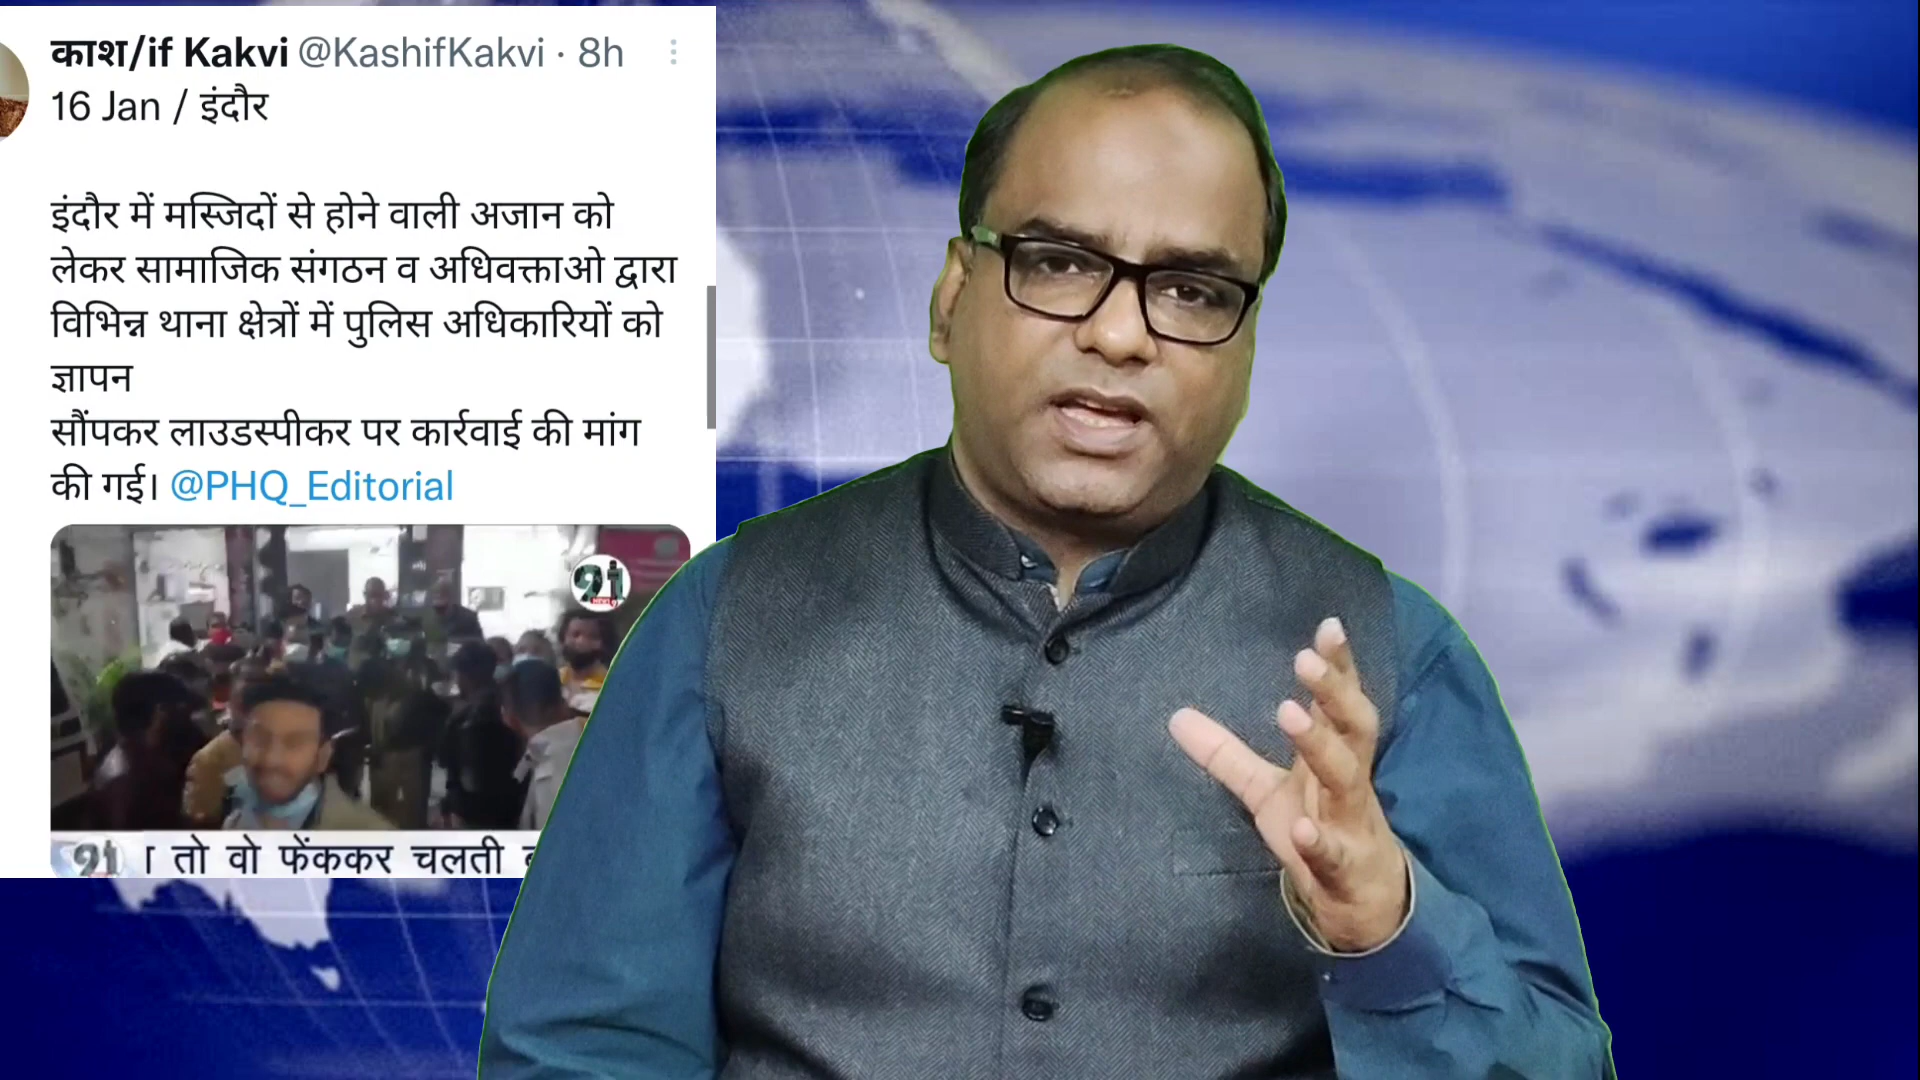 काश/if Kakvi @KashifKakvi · 8h
16 Jan / इंदौर
इंदौर में मस्जिदों से होने वाली अजान को
लेकर सामाजिक संगठन व अधिवक्ताओ द्वारा
विभिन्न थाना क्षेत्रों में पुलिस अधिकारियों को
ज्ञापन
सौंपकर लाउडस्पीकर पर कार्रवाई की मांग
की गई। @PHQ_Editorial
91
91 तो वो फेंककर चलती